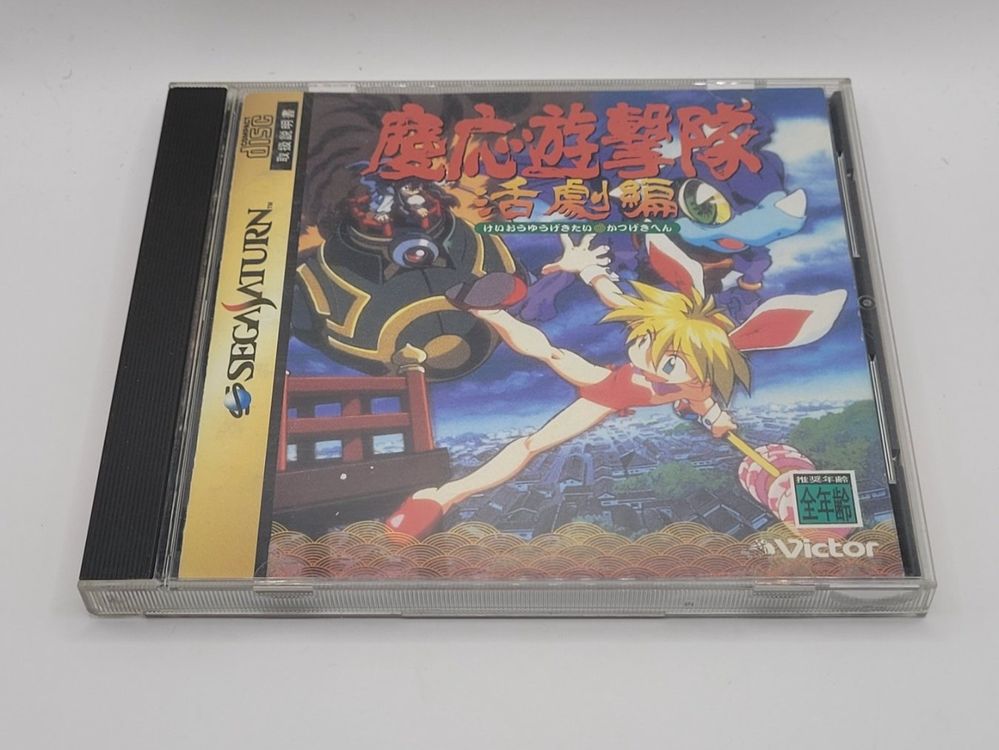 COMPACT
disc
取扱説明書
SEGA SATURN™
慶応遊撃隊
活劇編
けいおうゆうげきたい かつげきへん
推奨年齢
全年齢
Victor